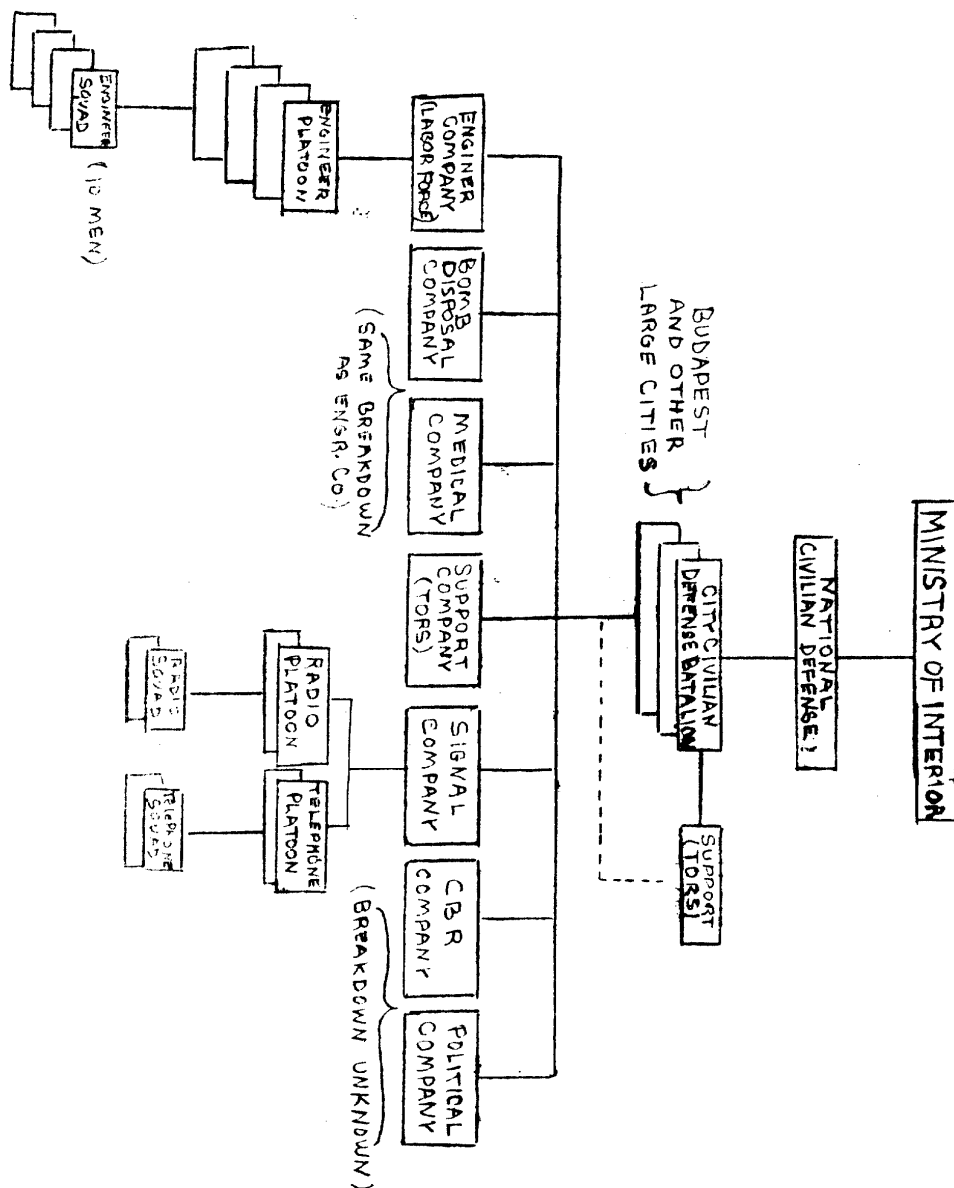 MINISTRY OF INTERIOR
NATIONAL
CIVILIAN DEFENSE
BUDAPEST
AND OTHER
LARGE CITIES
CITY CIVILIAN
DEFENSE BATALION
SUPPORT
(TORS)
ENGINER
COMPANY
(LABOR FORCE)
BOMB
DISPOSAL
COMPANY
MEDICAL
COMPANY
SUPPORT
COMPANY
(TORS)
SIGNAL
COMPANY
CBR
COMPANY
POLITICAL
COMPANY
(SAME BREAKDOWN
AS ENGR. CO.)
(BREAKDOWN UNKNOWN)
ENGINEER
PLATOON
RADIO
PLATOON
TELEPHONE
PLATOON
ENGINEER
SQUAD
(10 MEN)
RADIO
SQUAD
TELEPHONE
SQUAD